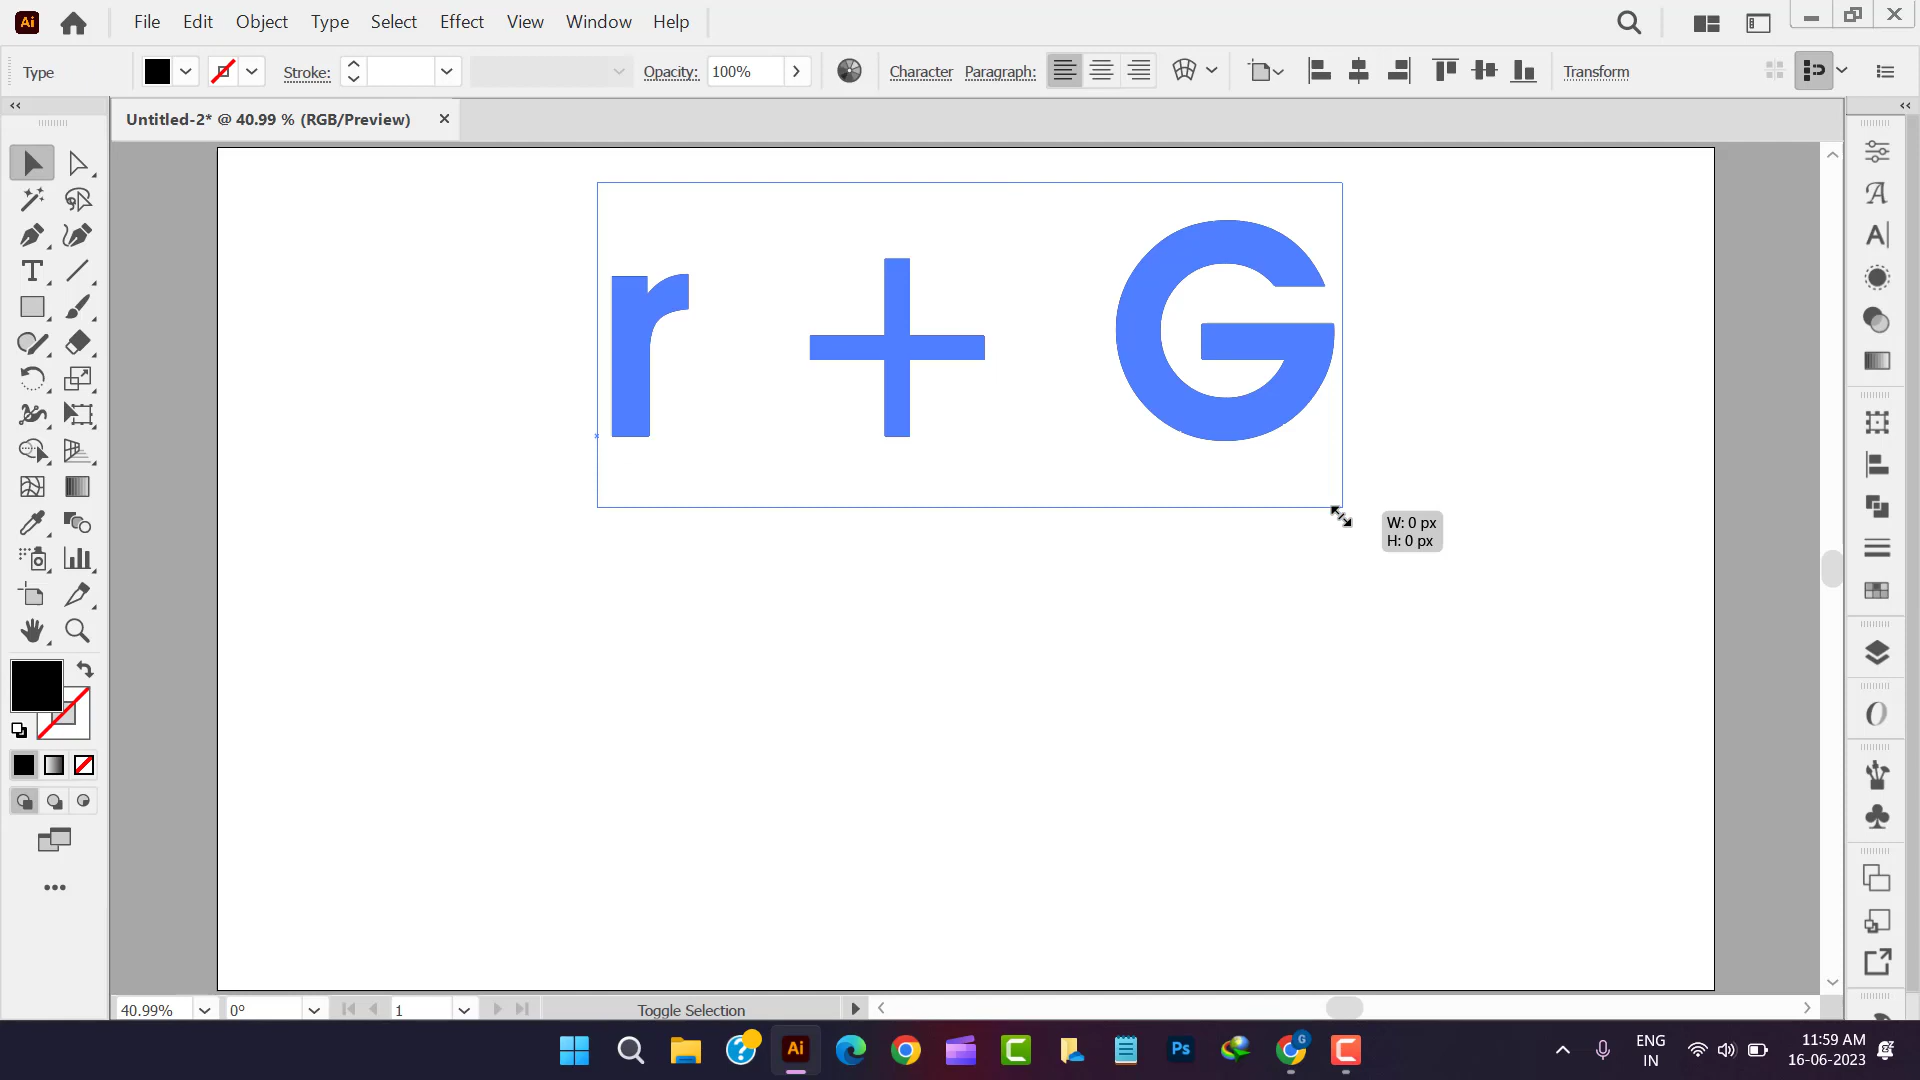 Ai File Edit Object Type Select Effect View Window Help
Type Stroke: Opacity: 100% Character Paragraph: Transform
Untitled-2* @ 40.99 % (RGB/Preview)
r + G
W: 0 px
H: 0 px
40.99% 0° 1 Toggle Selection
Ai Ps G
ENG
IN
11:59 AM
16-06-2023